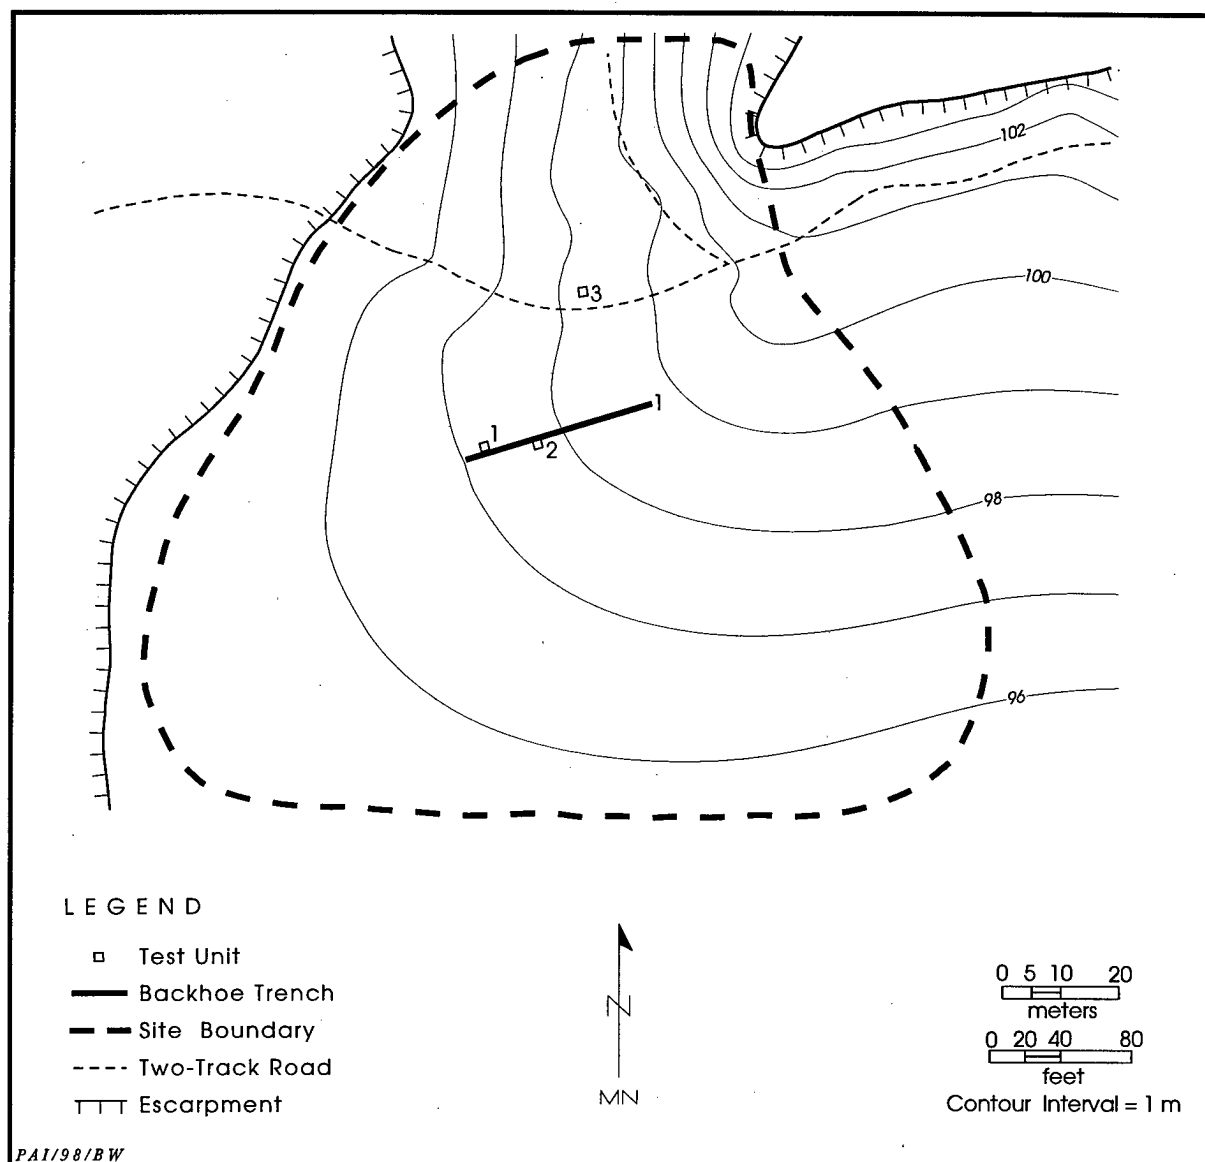 102
100
3
1
1
2
98
96
LEGEND
Test Unit
Backhoe Trench
Site Boundary
Two-Track Road
Escarpment
N
MN
0 5 10 20
meters
0 20 40 80
feet
Contour Interval = 1 m
PAI/98/BW